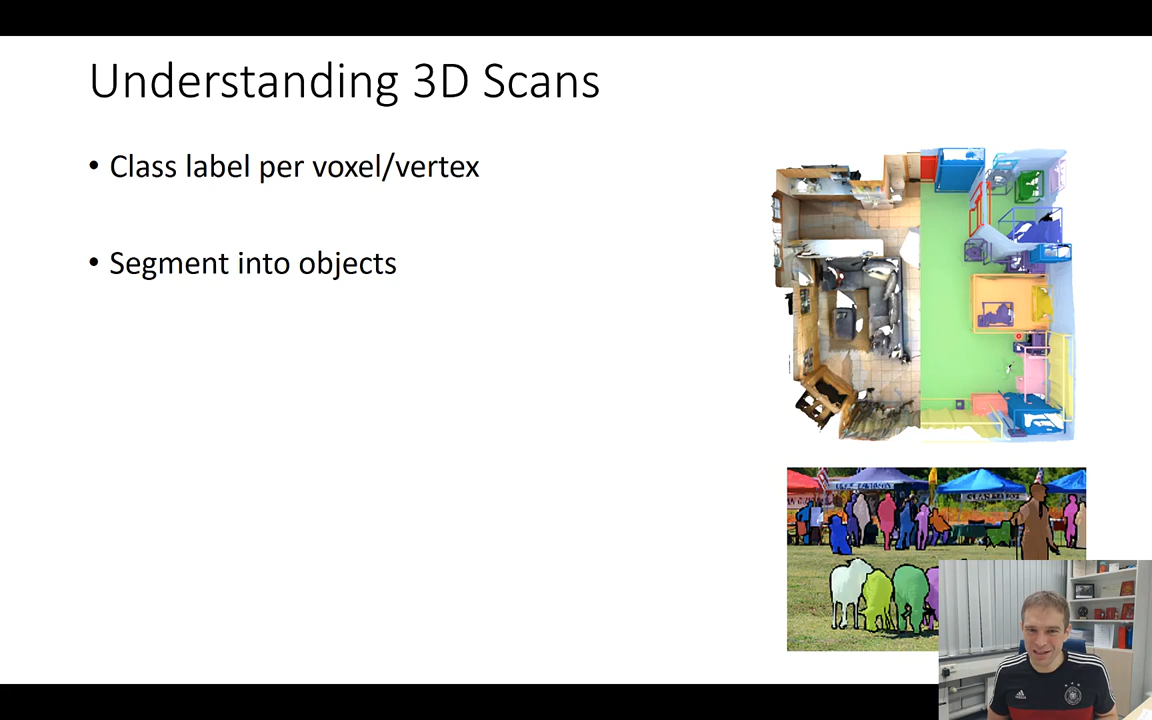 Understanding 3D Scans
• Class label per voxel/vertex
• Segment into objects